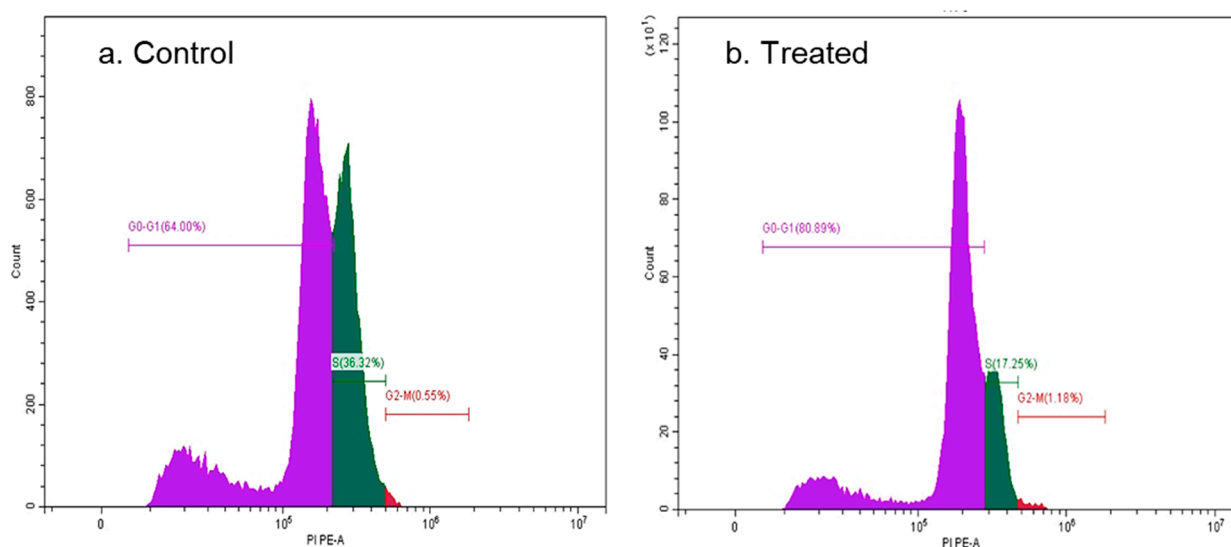 a. Control
800
600
400
200
0
Count
G0-G1(64.00%)
S(36.32%)
G2-M(0.55%)
0
10^5
10^6
10^7
PI PE-A
b. Treated
(x 10^1)
120
100
80
60
40
20
0
Count
G0-G1(80.89%)
S(17.25%)
G2-M(1.18%)
0
10^5
10^6
10^7
PI PE-A